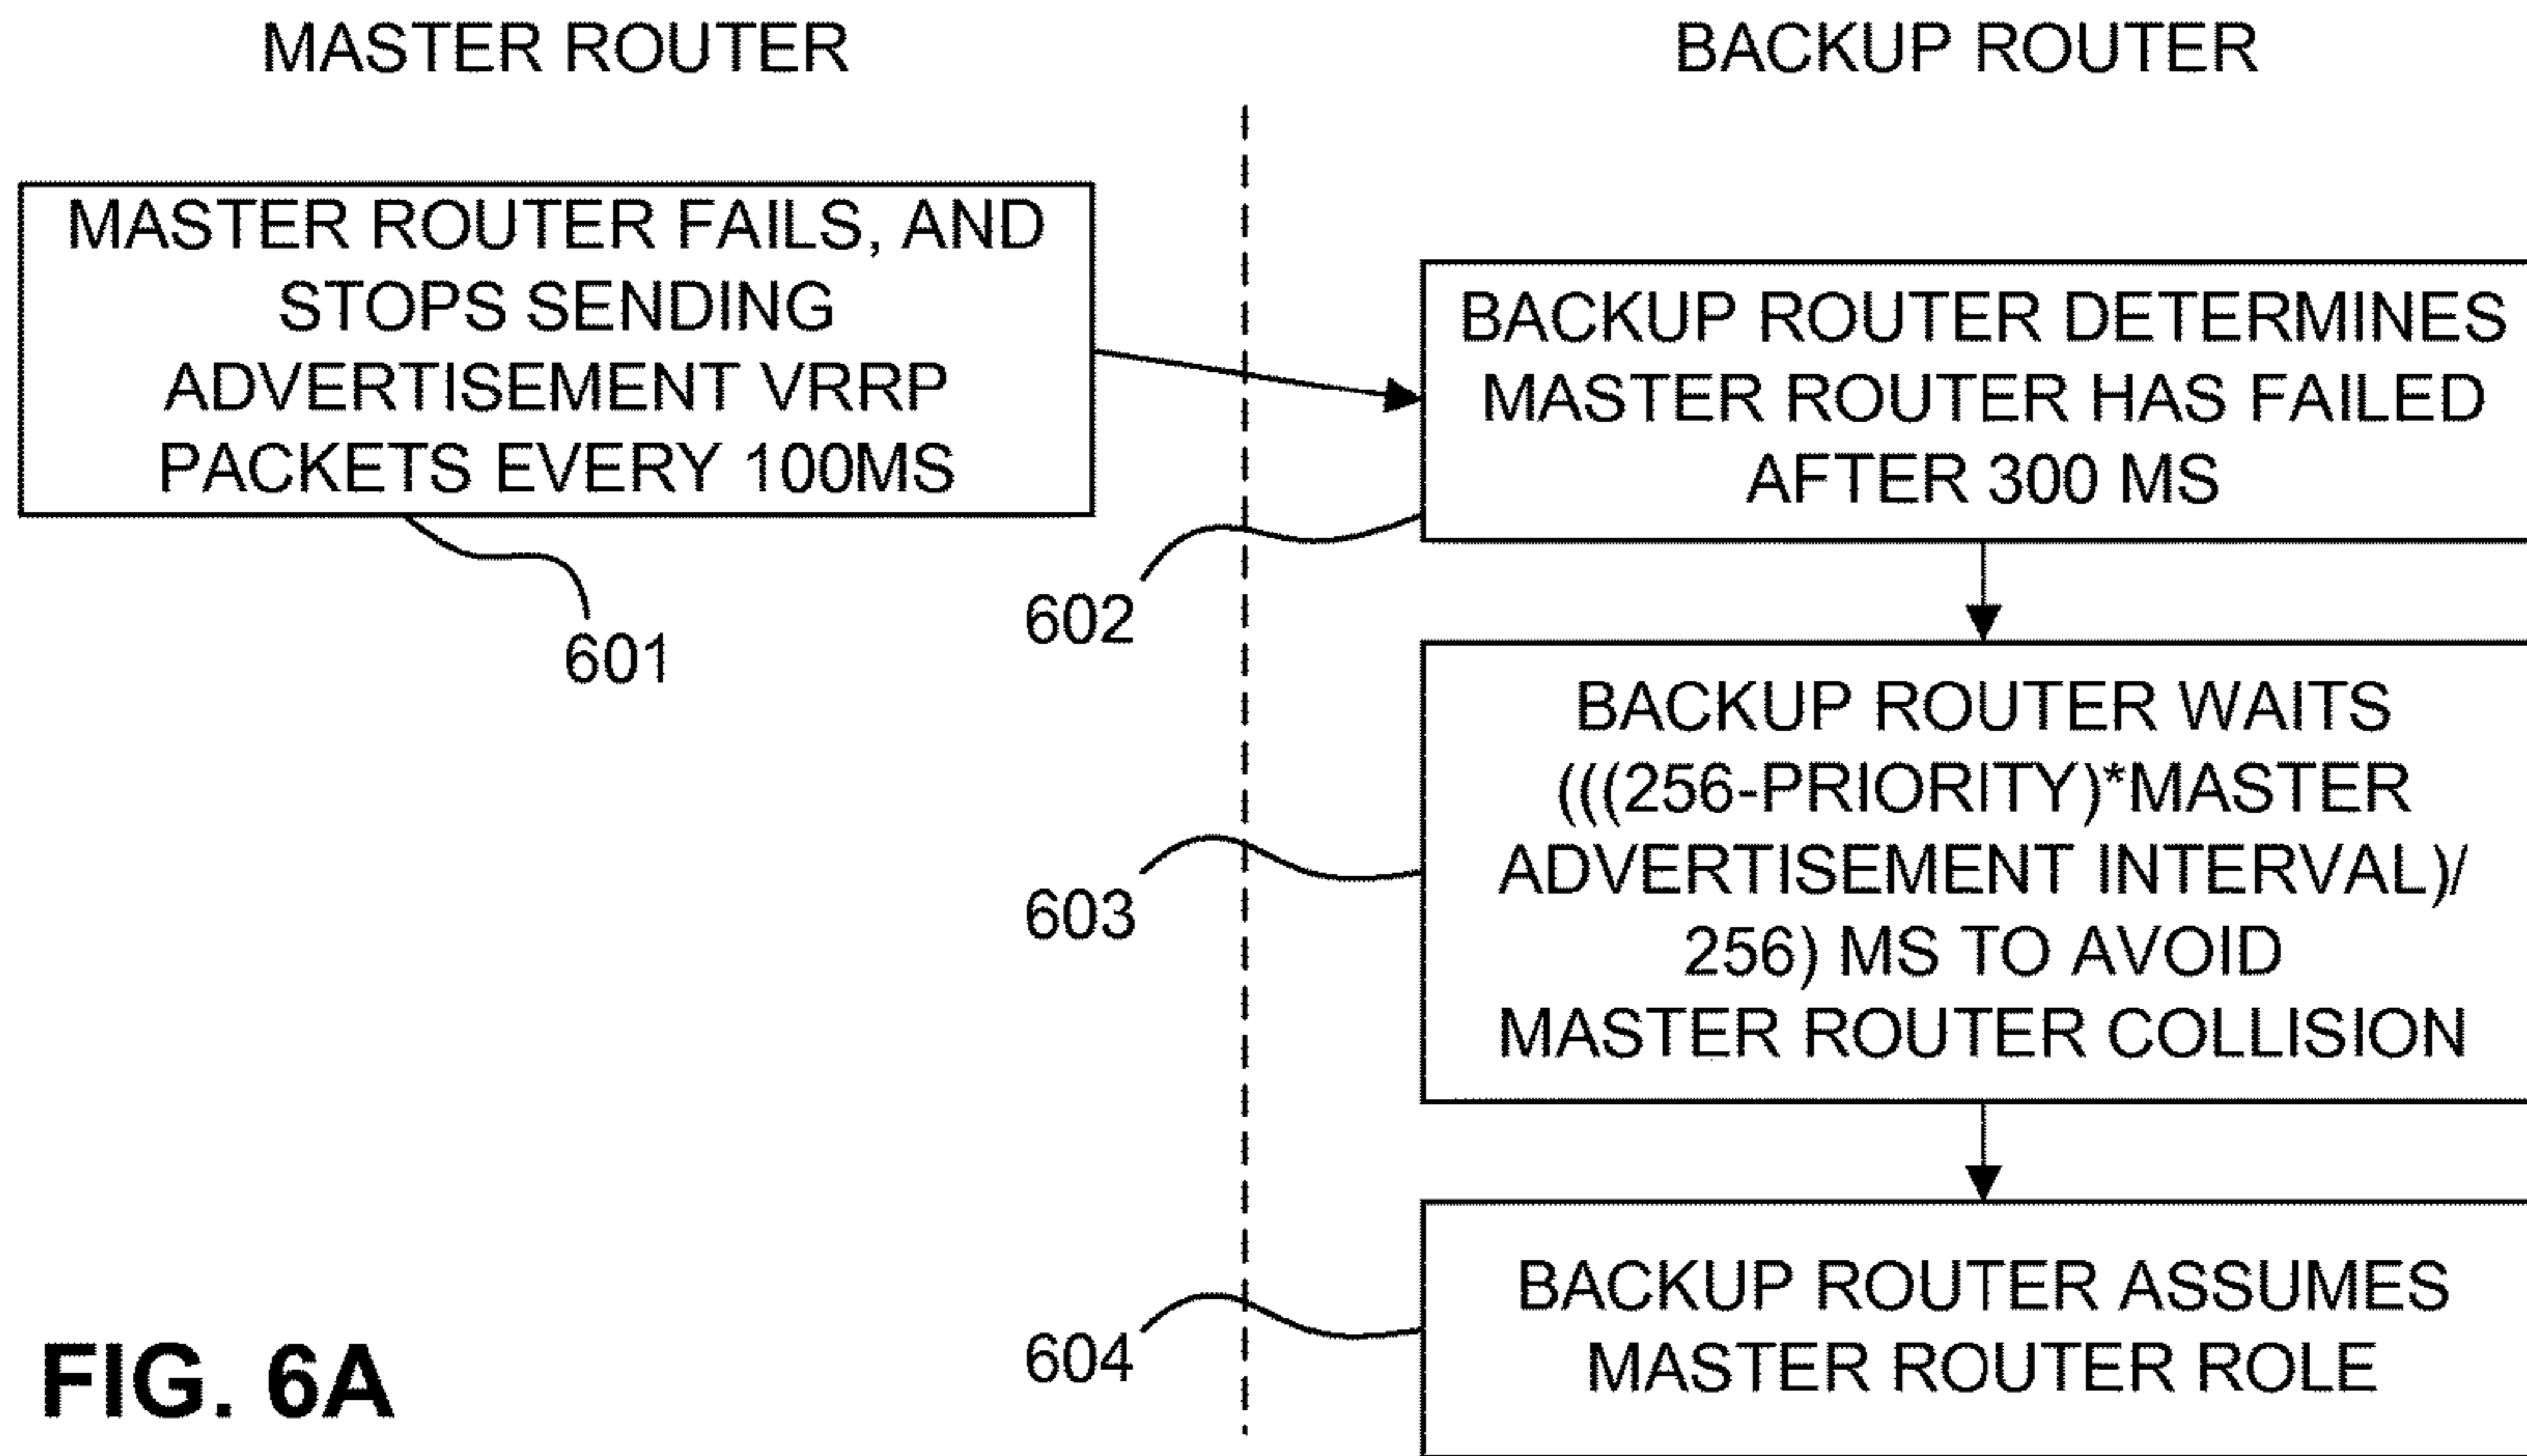 MASTER ROUTER
BACKUP ROUTER
MASTER ROUTER FAILS, AND
STOPS SENDING
ADVERTISEMENT VRRP
PACKETS EVERY 100MS
601
BACKUP ROUTER DETERMINES
MASTER ROUTER HAS FAILED
AFTER 300 MS
602
BACKUP ROUTER WAITS
(((256-PRIORITY)*MASTER
ADVERTISEMENT INTERVAL)/
256) MS TO AVOID
MASTER ROUTER COLLISION
603
BACKUP ROUTER ASSUMES
MASTER ROUTER ROLE
604
FIG. 6A